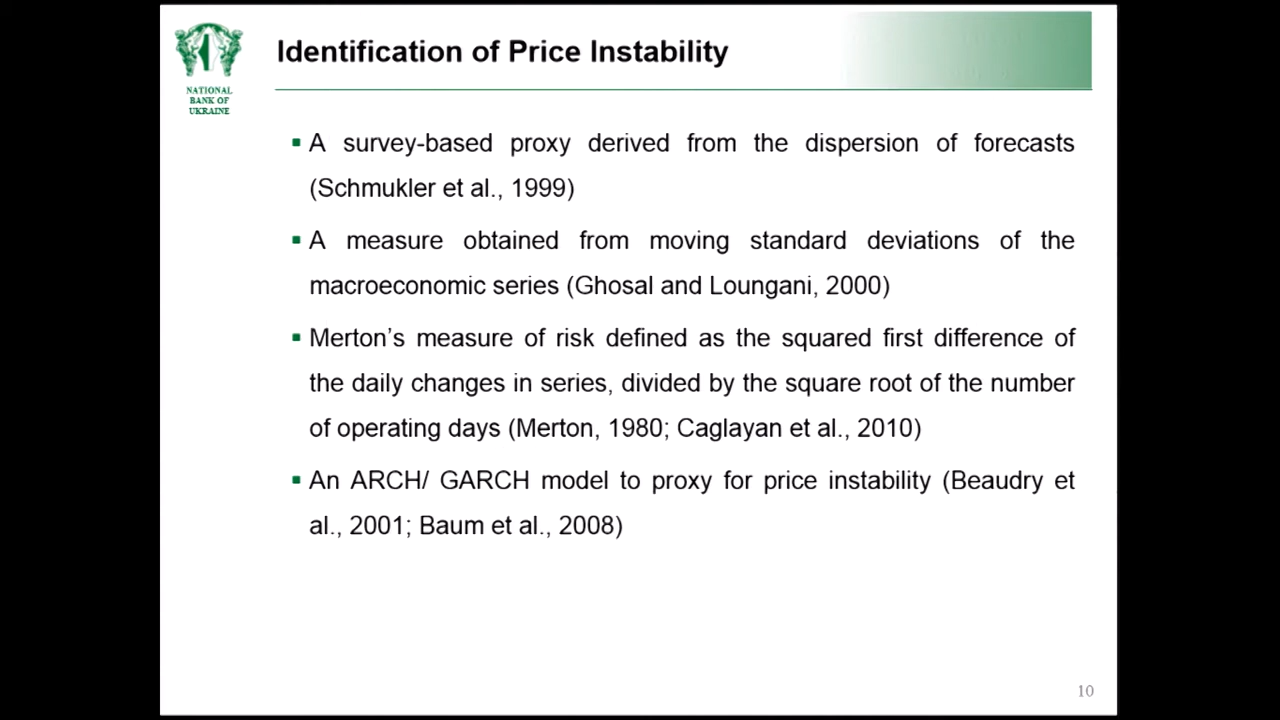 Identification of Price Instability
NATIONAL
BANK OF
UKRAINE
▪ A survey-based proxy derived from the dispersion of forecasts
(Schmukler et al., 1999)
▪ A measure obtained from moving standard deviations of the
macroeconomic series (Ghosal and Loungani, 2000)
▪ Merton’s measure of risk defined as the squared first difference of
the daily changes in series, divided by the square root of the number
of operating days (Merton, 1980; Caglayan et al., 2010)
▪ An ARCH/ GARCH model to proxy for price instability (Beaudry et
al., 2001; Baum et al., 2008)
10